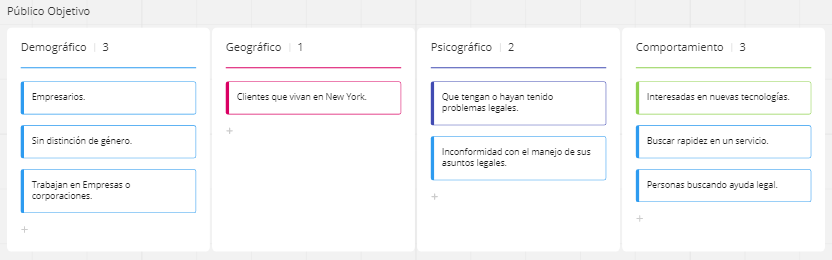 Público Objetivo
Demográfico | 3
Empresarios.
Sin distinción de género.
Trabajan en Empresas o
corporaciones.
+
Geográfico | 1
Clientes que vivan en New York.
+
Psicográfico | 2
Que tengan o hayan tenido
problemas legales.
Inconformidad con el manejo de sus
asuntos legales.
+
Comportamiento | 3
Interesadas en nuevas tecnologías.
Buscar rapidez en un servicio.
Personas buscando ayuda legal.
+